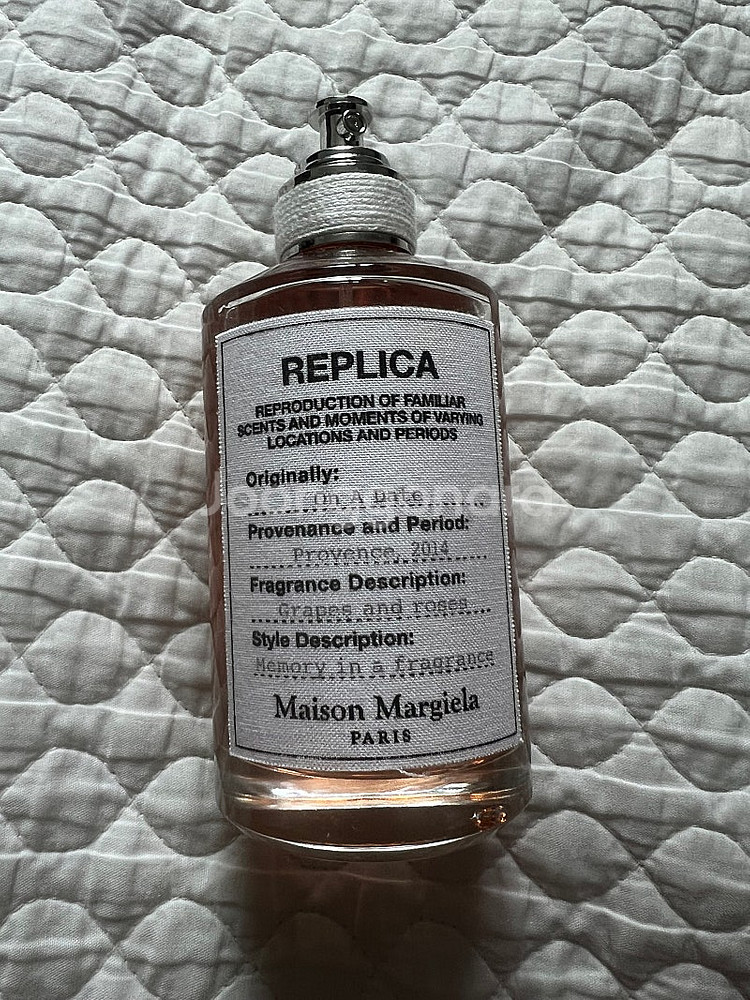 REPLICA
REPRODUCTION OF FAMILIAR
SCENTS AND MOMENTS OF VARYING
LOCATIONS AND PERIODS
Originally:
On A Date
Provenance and Period:
Provence, 2014
Fragrance Description:
Grapes and roses
Style Description:
Memory in a fragrance
Maison Margiela
PARIS